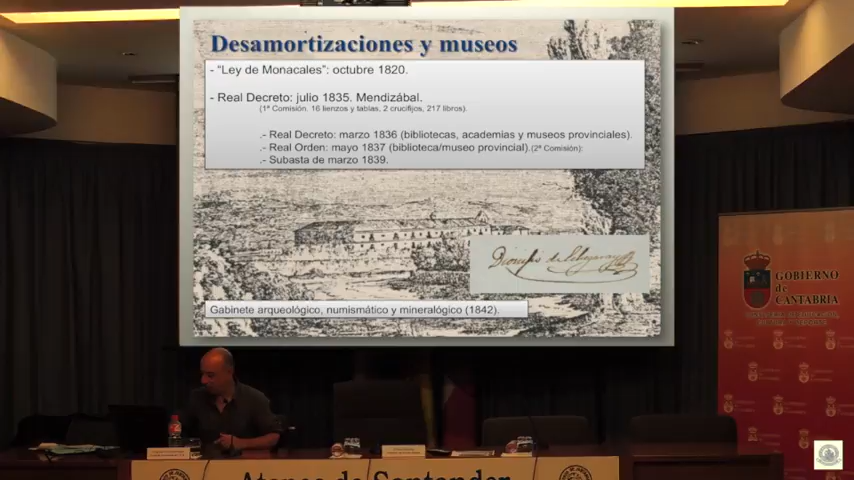 Desamortizaciones y museos
- “Ley de Monacales”: octubre 1820.
- Real Decreto: julio 1835. Mendizábal.
(1ª Comisión. 16 lienzos y tablas, 2 crucifijos, 217 libros).
.- Real Decreto: marzo 1836 (bibliotecas, academias y museos provinciales).
.- Real Orden: mayo 1837 (biblioteca/museo provincial).(2ª Comisión):
.- Subasta de marzo 1839.
Gabinete arqueológico, numismático y mineralógico (1842).
GOBIERNO
de
CANTABRIA
Ateneo de Santander